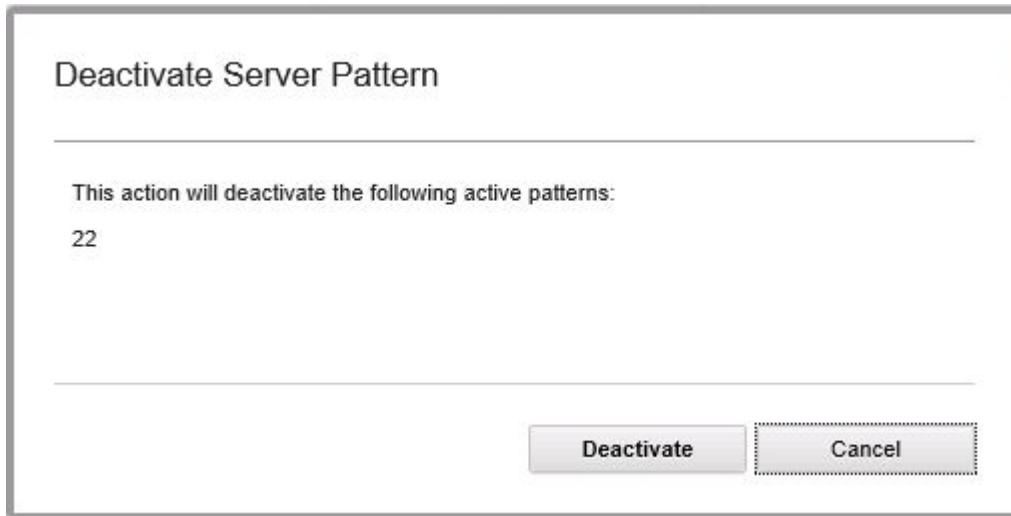 Deactivate Server Pattern
This action will deactivate the following active patterns:
22
Deactivate
Cancel